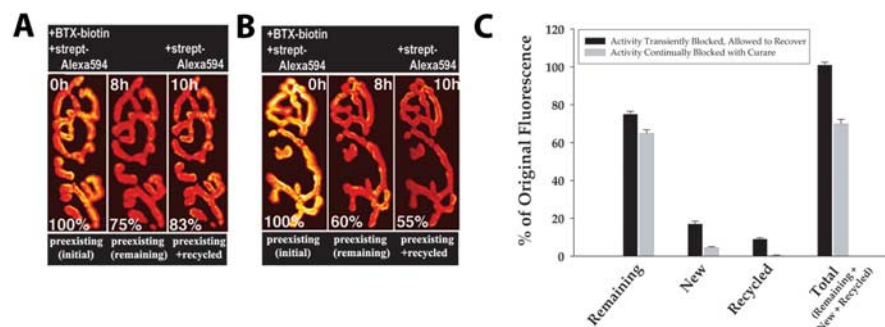 A
+BTX-biotin
+strept-
Alexa594
+strept-
Alexa594
0h
8h
10h
100%
75%
83%
preexisting
(initial)
preexisting
(remaining)
preexisting
+recycled
B
+BTX-biotin
+strept-
Alexa594
+strept-
Alexa594
0h
8h
10h
100%
60%
55%
preexisting
(initial)
preexisting
(remaining)
preexisting
+recycled
C
% of Original Fluorescence
120
100
80
60
40
20
0
Activity Transiently Blocked, Allowed to Recover
Activity Continually Blocked with Curare
Remaining
New
Recycled
Total
(Remaining +
New + Recycled)